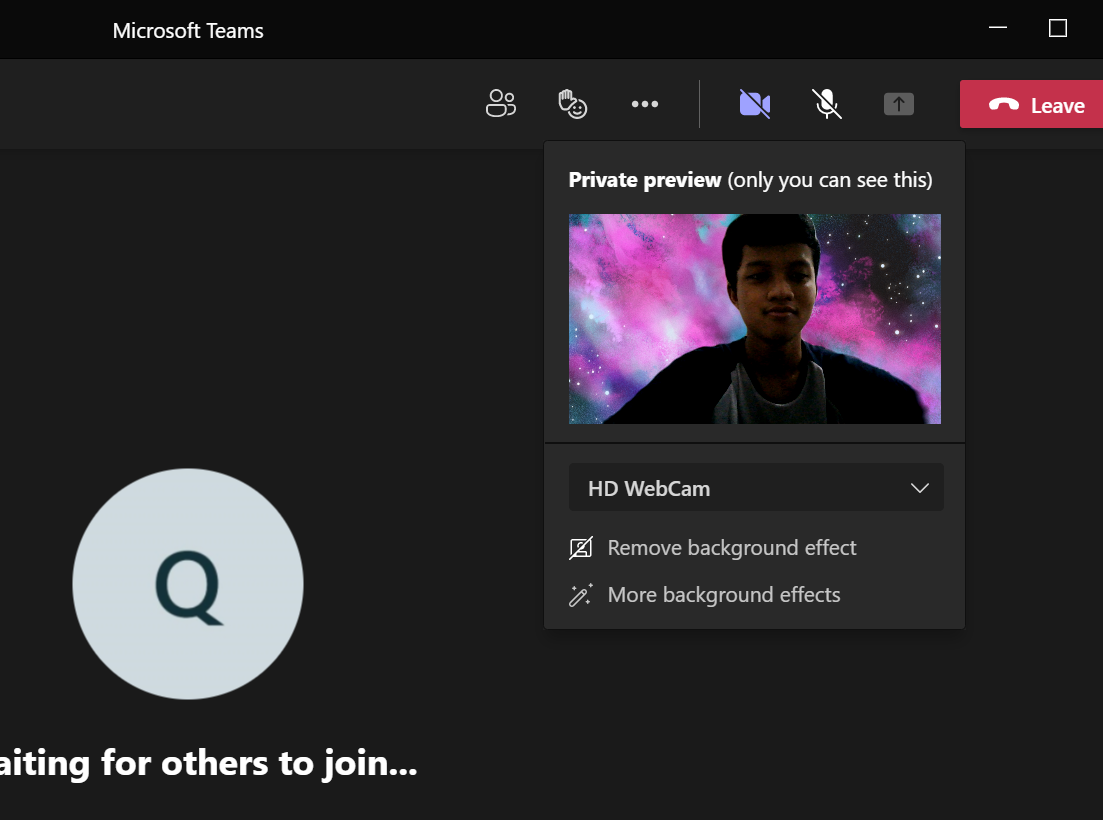 Microsoft Teams
Leave
Private preview (only you can see this)
HD WebCam
Remove background effect
More background effects
Q
aiting for others to join...